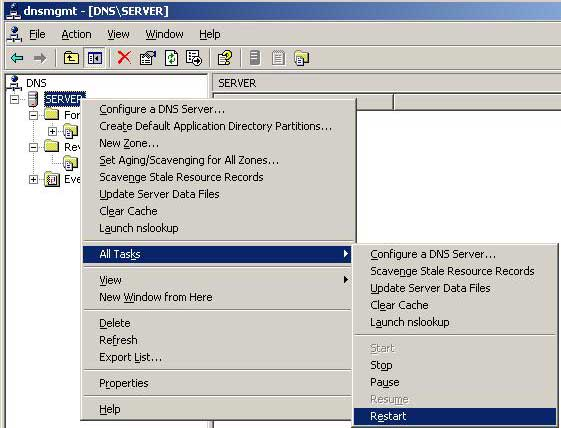 dnsmgmt - [DNS\SERVER]
File Action View Window Help
DNS
SERVER
SERVER
For
Rev
Eve
Configure a DNS Server...
Create Default Application Directory Partitions...
New Zone...
Set Aging/Scavenging for All Zones...
Scavenge Stale Resource Records
Update Server Data Files
Clear Cache
Launch nslookup
All Tasks
View
New Window from Here
Delete
Refresh
Export List...
Properties
Help
Configure a DNS Server...
Scavenge Stale Resource Records
Update Server Data Files
Clear Cache
Launch nslookup
Start
Stop
Pause
Resume
Restart